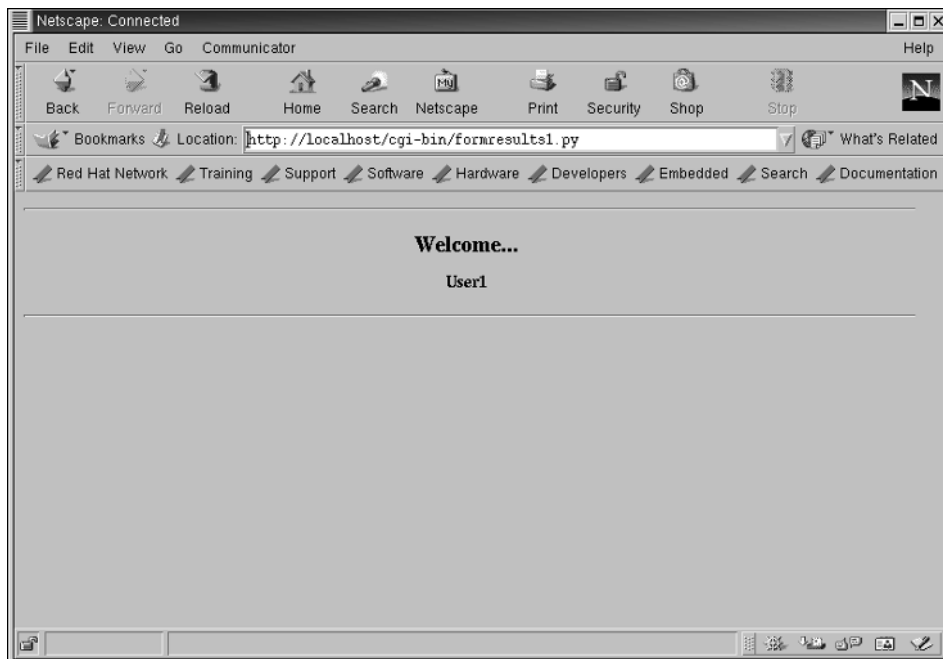 Netscape: Connected
File Edit View Go Communicator Help
My
N
Back Forward Reload Home Search Netscape Print Security Shop Stop
Bookmarks Location: http://localhost/cgi-bin/formresults1.py What's Related
Red Hat Network Training Support Software Hardware Developers Embedded Search Documentation
Welcome...
User1